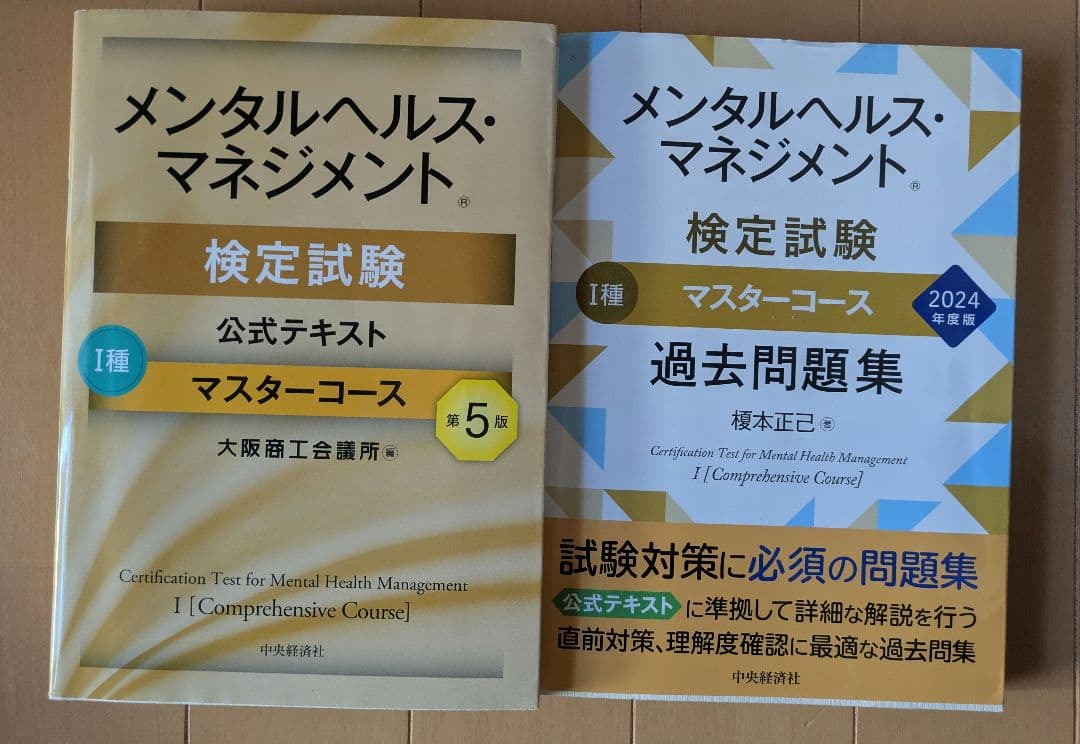 メンタルヘルス・
マネジメント®
検定試験
公式テキスト
Ⅰ種
マスターコース
第5版
大阪商工会議所編
Certification Test for Mental Health Management
I [Comprehensive Course]
中央経済社
メンタルヘルス・
マネジメント®
検定試験
Ⅰ種
マスターコース
2024
年度版
過去問題集
榎本正己著
Certification Test for Mental Health Management
I [Comprehensive Course]
試験対策に必須の問題集
公式テキストに準拠して詳細な解説を行う
直前対策、理解度確認に最適な過去問集
中央経済社